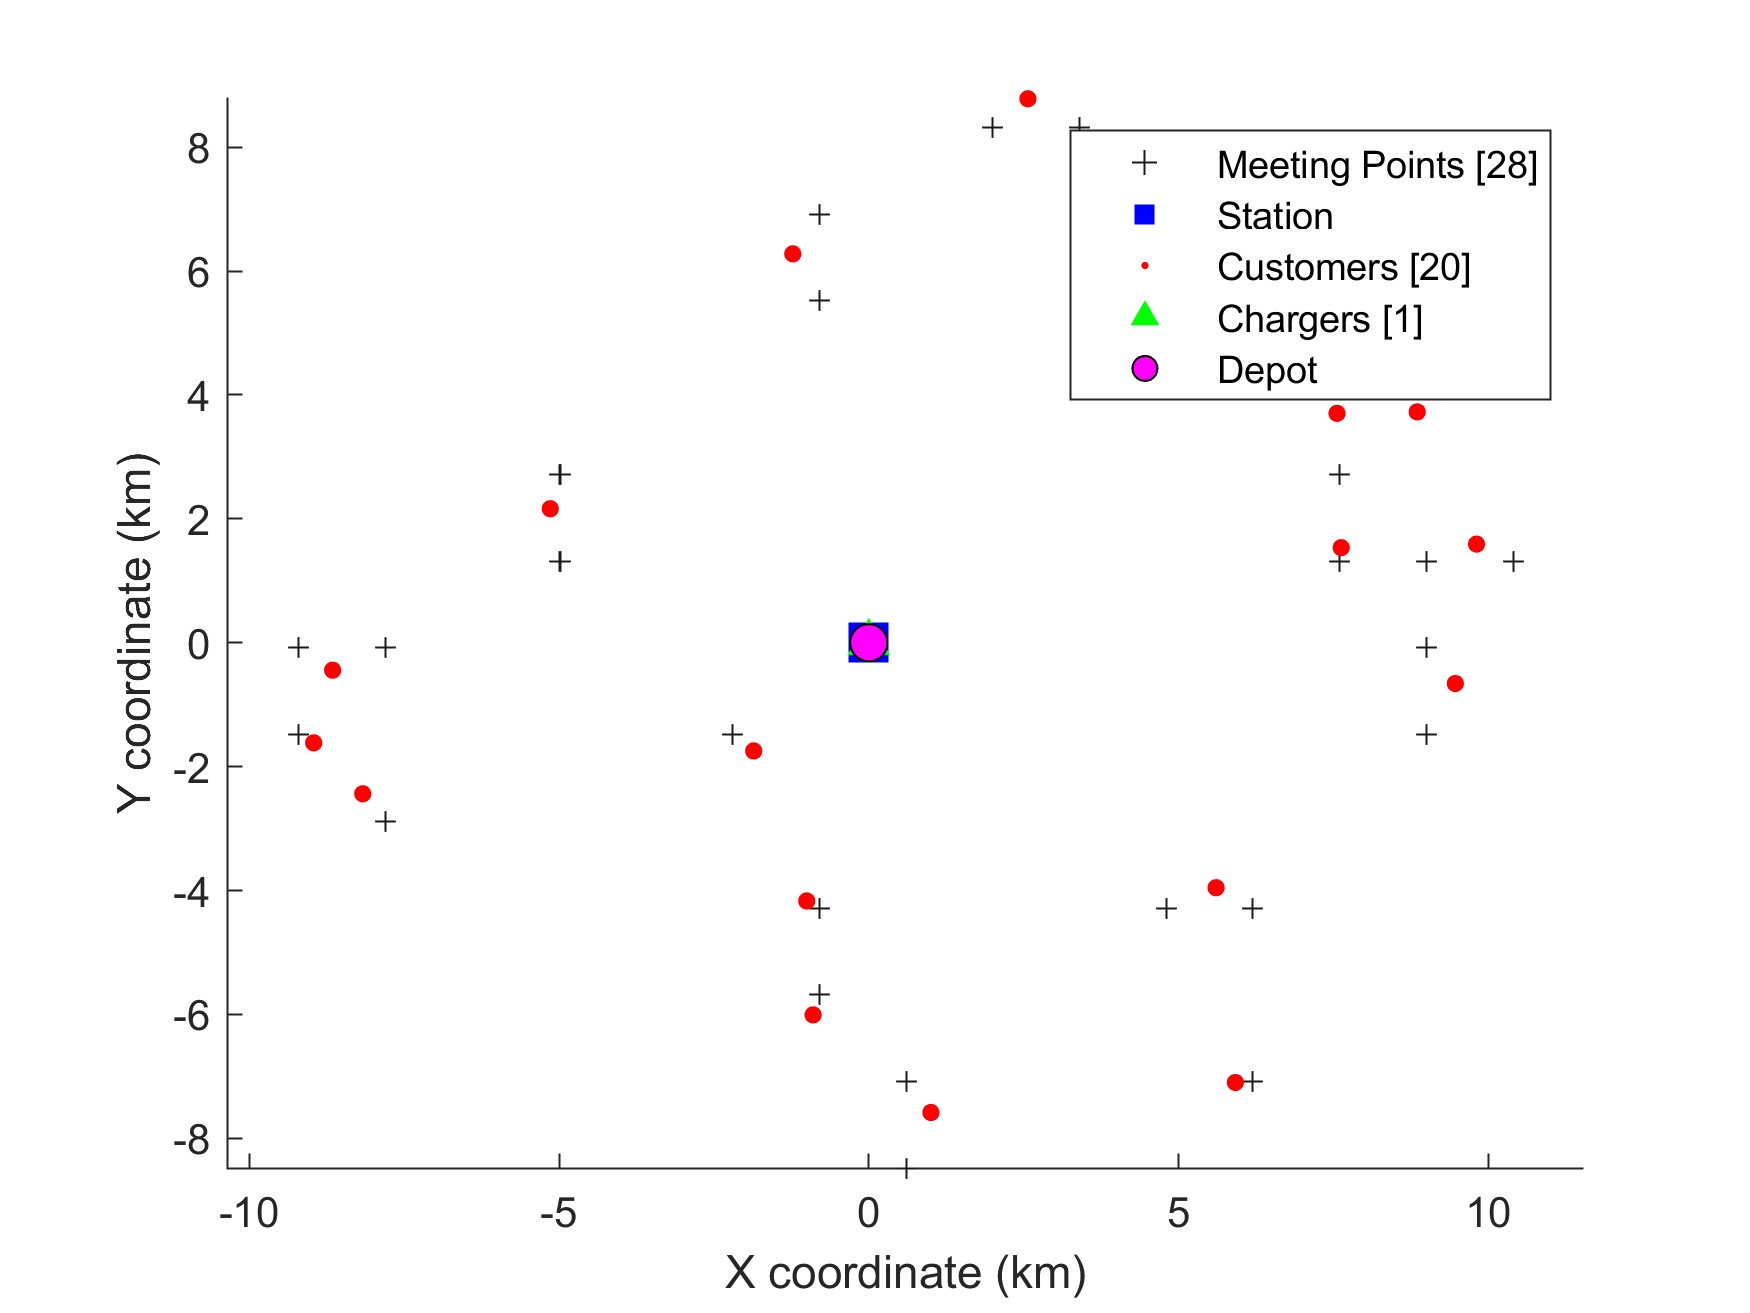 8
6
4
2
0
-2
-4
-6
-8
Y coordinate (km)
Meeting Points [28]
Station
Customers [20]
Chargers [1]
Depot
-10 -5 0 5 10
X coordinate (km)